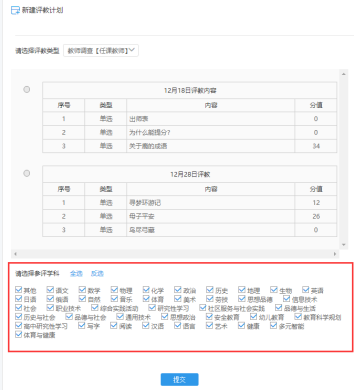 新建评教计划
请选择评教类型 教师调查【任课教师】
12月18日评教内容
序号 类型 内容 分值
1 单选 出师表 0
2 单选 为什么能提分? 0
3 单选 关于雁的成语 34
12月28日评教
序号 类型 内容 分值
1 单选 寻梦环游记 12
2 单选 母子平安 26
3 单选 乌尽弓藏 0
请选择参评学科 全选 反选
其他 语文 数学 物理 化学 政治 历史 地理 生物 英语
日语 俄语 自然 音乐 体育 美术 劳技 思想品德 信息技术
社会 职业技术 综合实践活动 研究性学习 社区服务与社会实践 品德与生活
历史与社会 品德与社会 通用技术 思想政治 安全教育 幼儿教育 教育科学规划
高中研究性学习 写字 阅读 汉语 语言 艺术 健康 多元智能
体育与健康
提交